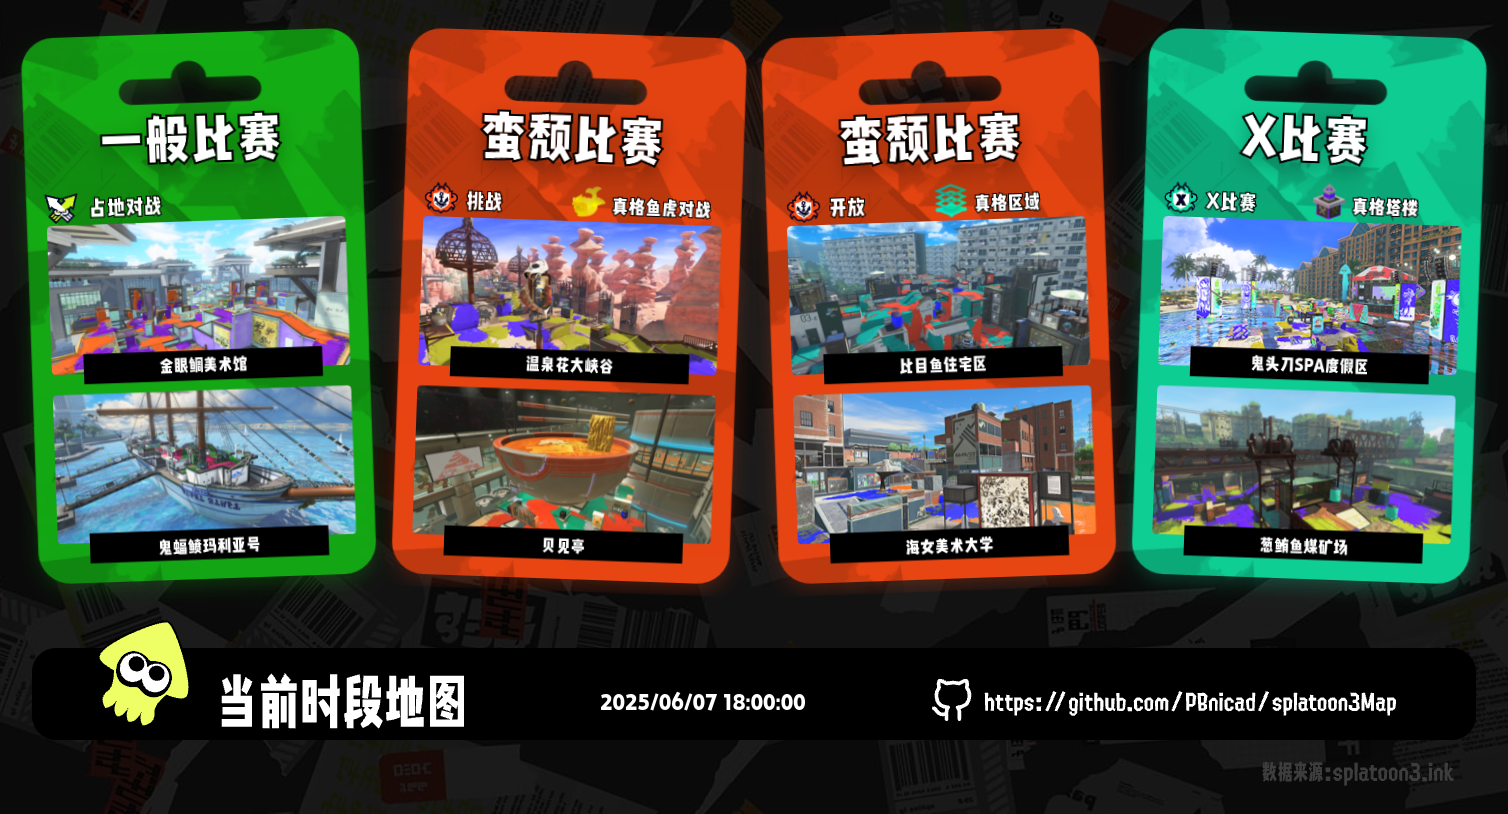 一般比赛
占地对战
金眼鲷美术馆
鬼蝠鲼玛利亚号
蛮颓比赛
挑战
真格鱼虎对战
温泉花大峡谷
贝见亭
蛮颓比赛
开放
真格区域
比目鱼住宅区
海女美术大学
X比赛
X比赛
真格塔楼
鬼头刀SPA度假区
葱鲔鱼煤矿场
当前时段地图
2025/06/07 18:00:00
https://github.com/PBnicad/splatoon3Map
数据来源:splatoon3.ink